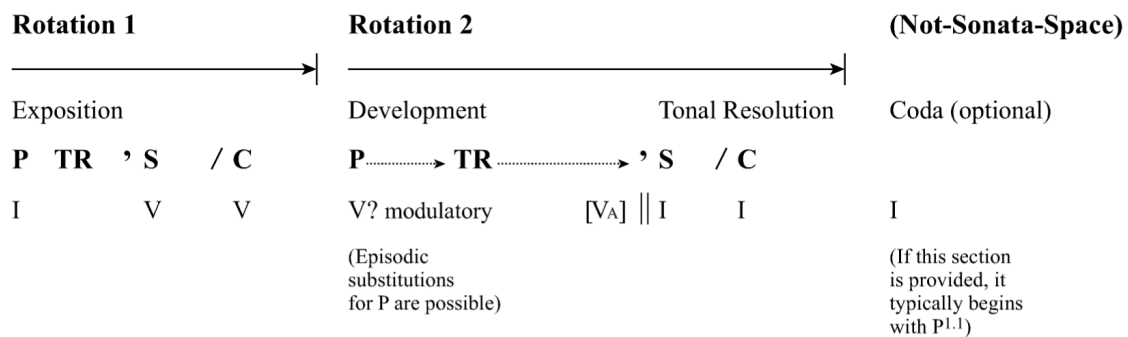 Rotation 1 Rotation 2 (Not-Sonata-Space)
Exposition Development Tonal Resolution Coda (optional)
P TR ’ S / C P TR ’ S / C
I V V V? modulatory [VA] || I I I
(Episodic (If this section
substitutions is provided, it
for P are possible) typically begins
with P1.1)